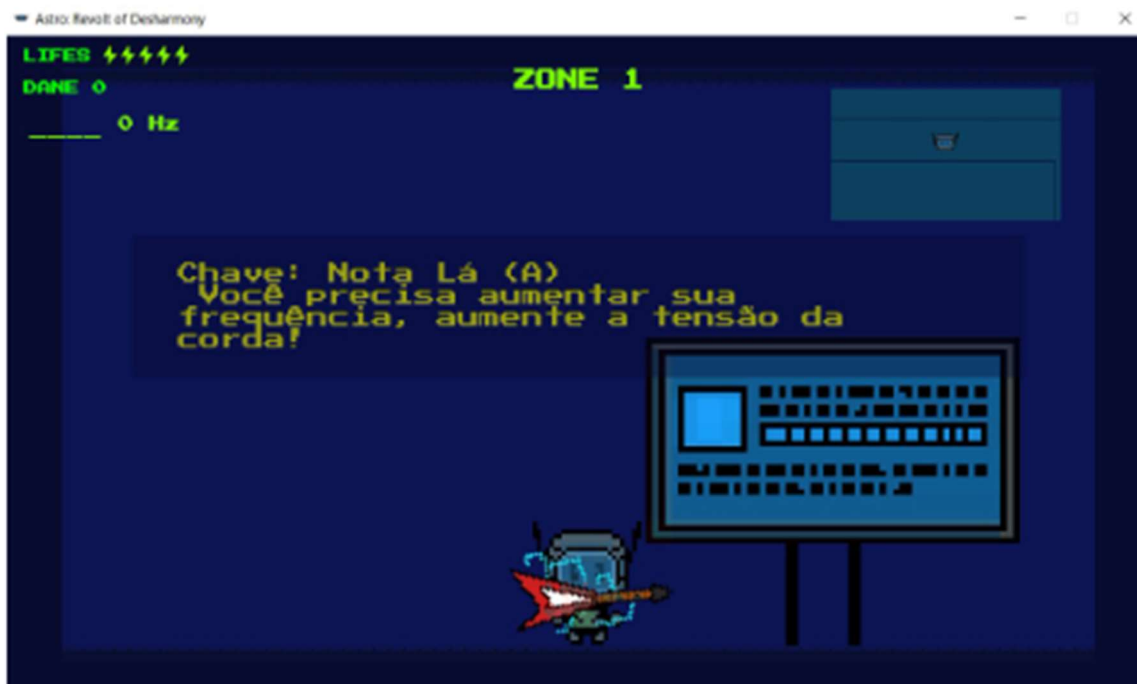 Astro: Revolt of Desharmony
LIFES
DANE 0
ZONE 1
____ 0 Hz
Chave: Nota Lá (A)
Você precisa aumentar sua
frequência, aumente a tensão da
corda!